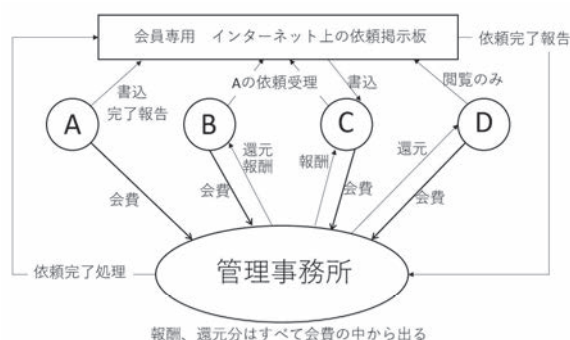 会員専用　インターネット上の依頼掲示板
依頼完了報告
Aの依頼受理
書込
閲覧のみ
書込
完了報告
A
B
C
D
還元
報酬
報酬
還元
会費
会費
会費
会費
管理事務所
依頼完了処理
報酬、還元分はすべて会費の中から出る